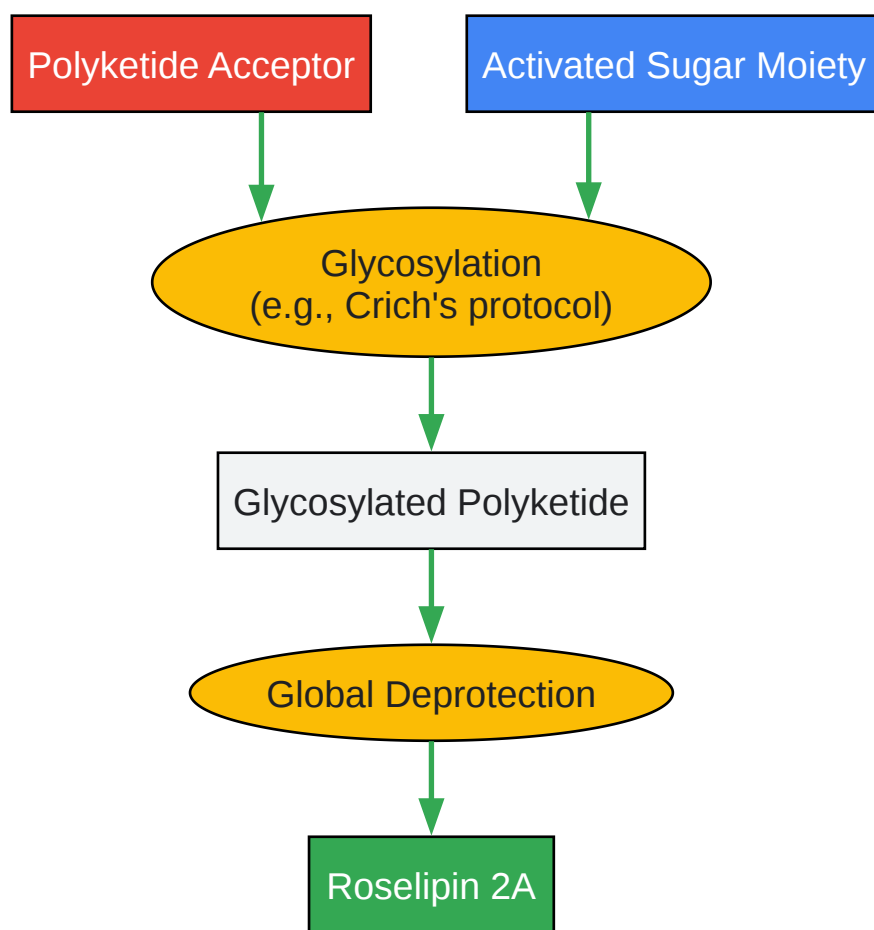 Polyketide Acceptor
Activated Sugar Moiety
Glycosylation
(e.g., Crich's protocol)
Glycosylated Polyketide
Global Deprotection
Roselipin 2A